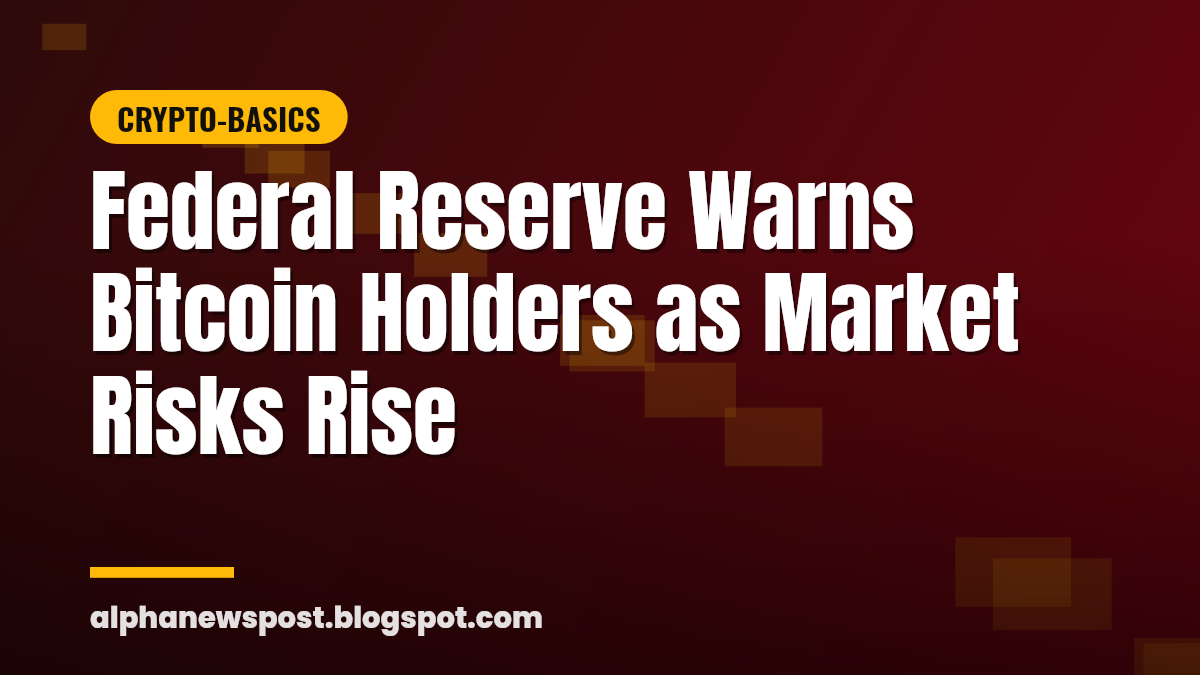 CRYPTO-BASICS
Federal Reserve Warns
Bitcoin Holders as Market
Risks Rise
alphanewspost.blogspot.com